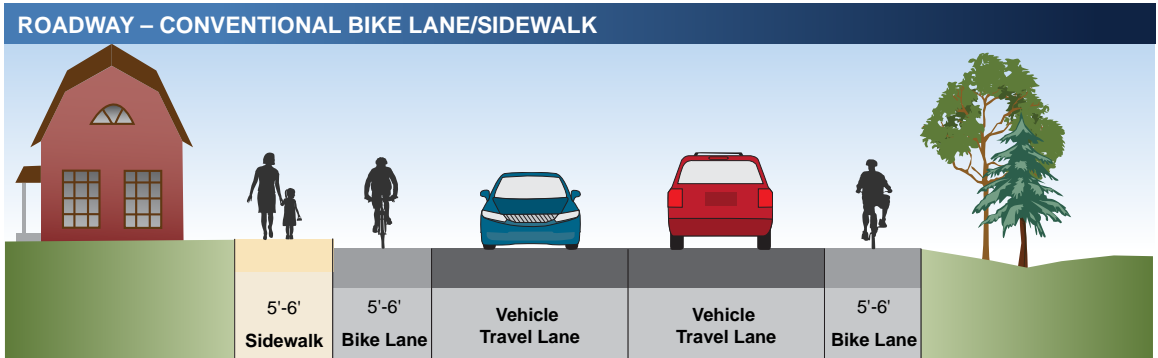 ROADWAY – CONVENTIONAL BIKE LANE/SIDEWALK
5'-6'
Sidewalk
5'-6'
Bike Lane
Vehicle
Travel Lane
Vehicle
Travel Lane
5'-6'
Bike Lane